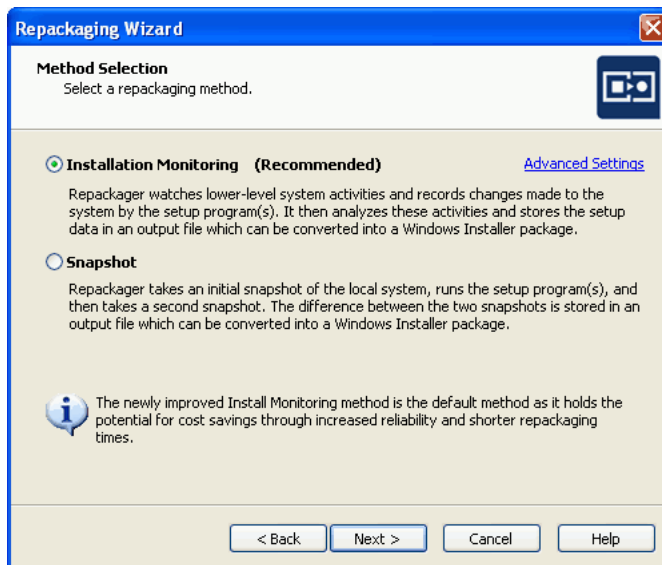 Repackaging Wizard
Method Selection
Select a repackaging method.
Installation Monitoring (Recommended)
Advanced Settings
Repackager watches lower-level system activities and records changes made to the
system by the setup program(s). It then analyzes these activities and stores the setup
data in an output file which can be converted into a Windows Installer package.
Snapshot
Repackager takes an initial snapshot of the local system, runs the setup program(s), and
then takes a second snapshot. The difference between the two snapshots is stored in an
output file which can be converted into a Windows Installer package.
The newly improved Install Monitoring method is the default method as it holds the
potential for cost savings through increased reliability and shorter repackaging
times.
< Back
Next >
Cancel
Help